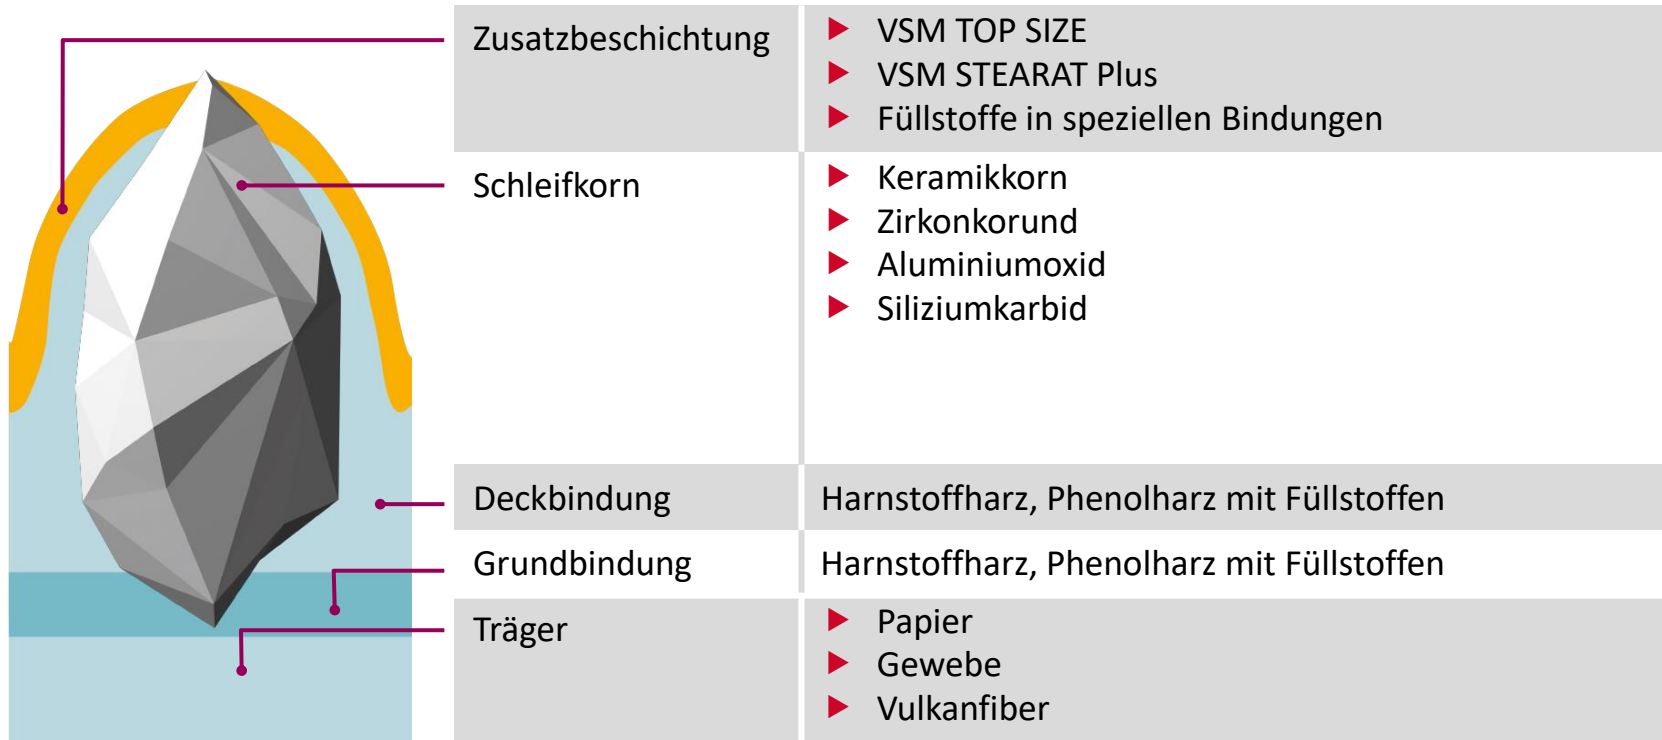 Zusatzbeschichtung
VSM TOP SIZE
VSM STEARAT Plus
Füllstoffe in speziellen Bindungen
Schleifkorn
Keramikkorn
Zirkonkorund
Aluminiumoxid
Siliziumkarbid
Deckbindung
Harnstoffharz, Phenolharz mit Füllstoffen
Grundbindung
Harnstoffharz, Phenolharz mit Füllstoffen
Träger
Papier
Gewebe
Vulkanfiber